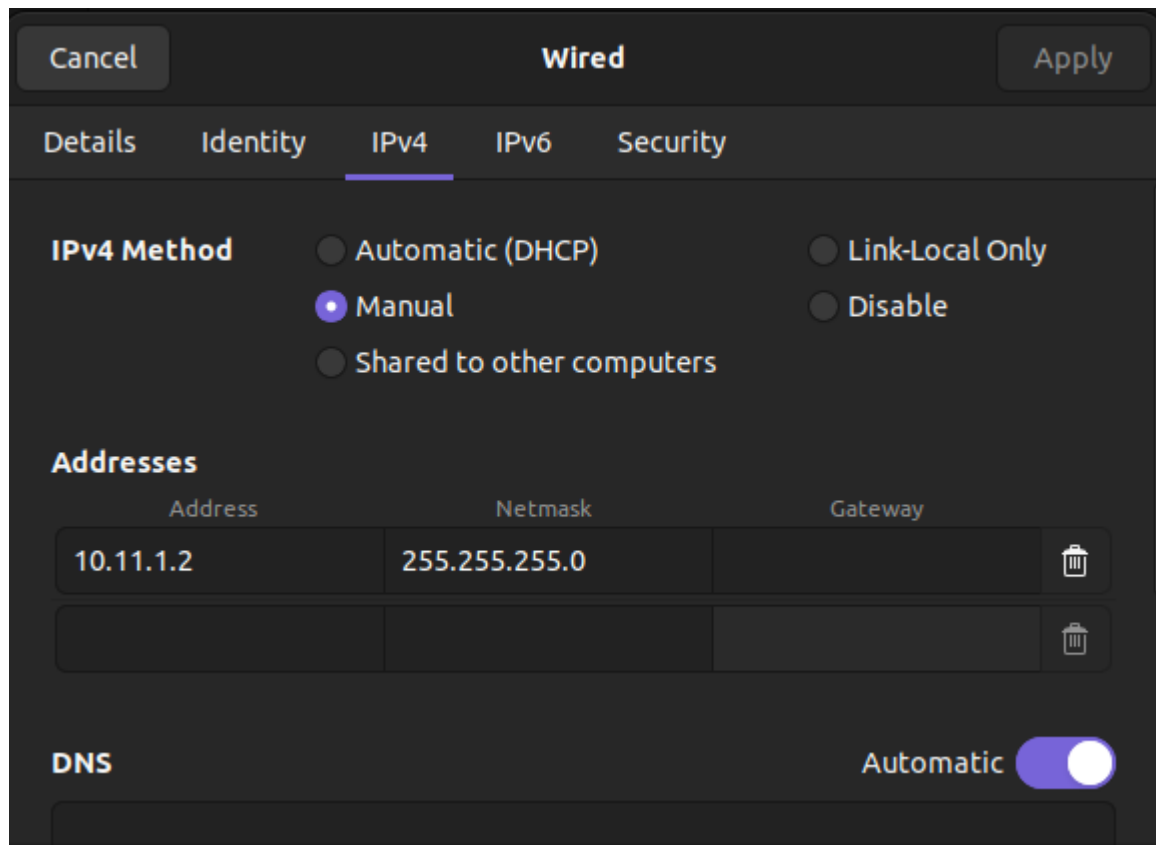 Cancel Wired Apply
Details Identity IPv4 IPv6 Security
IPv4 Method Automatic (DHCP) Link-Local Only
Manual Disable
Shared to other computers
Addresses
Address Netmask Gateway
10.11.1.2 255.255.255.0
DNS Automatic